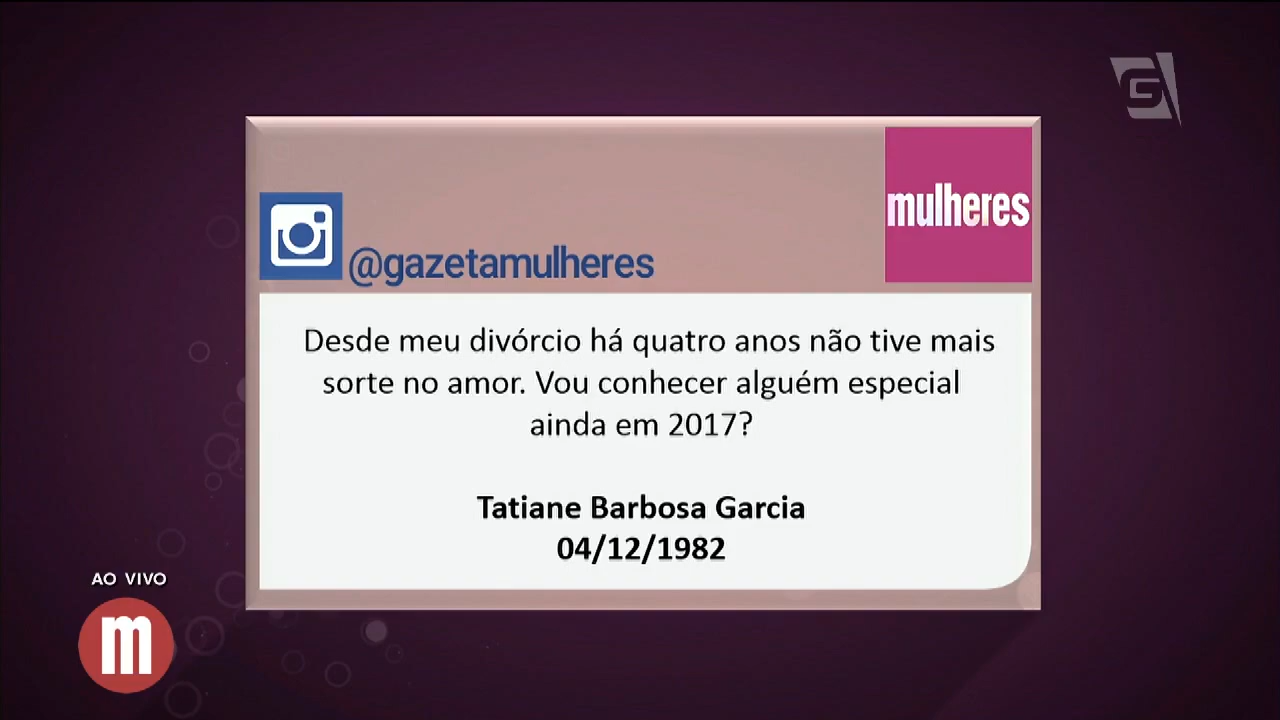 G
mulheres
@gazetamulheres
Desde meu divórcio há quatro anos não tive mais
sorte no amor. Vou conhecer alguém especial
ainda em 2017?
Tatiane Barbosa Garcia
04/12/1982
AO VIVO
m